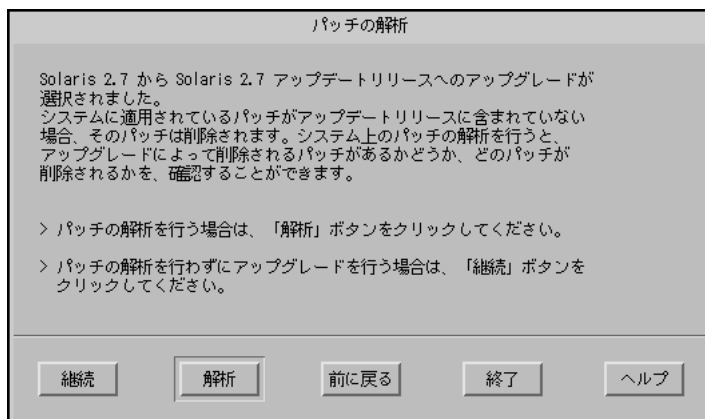 パッチの解析
Solaris 2.7 から Solaris 2.7 アップデートリリースへのアップグレードが
選択されました。
システムに適用されているパッチがアップデートリリースに含まれていない
場合、そのパッチは削除されます。システム上のパッチの解析を行うと、
アップグレードによって削除されるパッチがあるかどうか、どのパッチが
削除されるかを、確認することができます。
> パッチの解析を行う場合は、「解析」ボタンをクリックしてください。
> パッチの解析を行わずにアップグレードを行う場合は、「継続」ボタンを
クリックしてください。
継続 解析 前に戻る 終了 ヘルプ